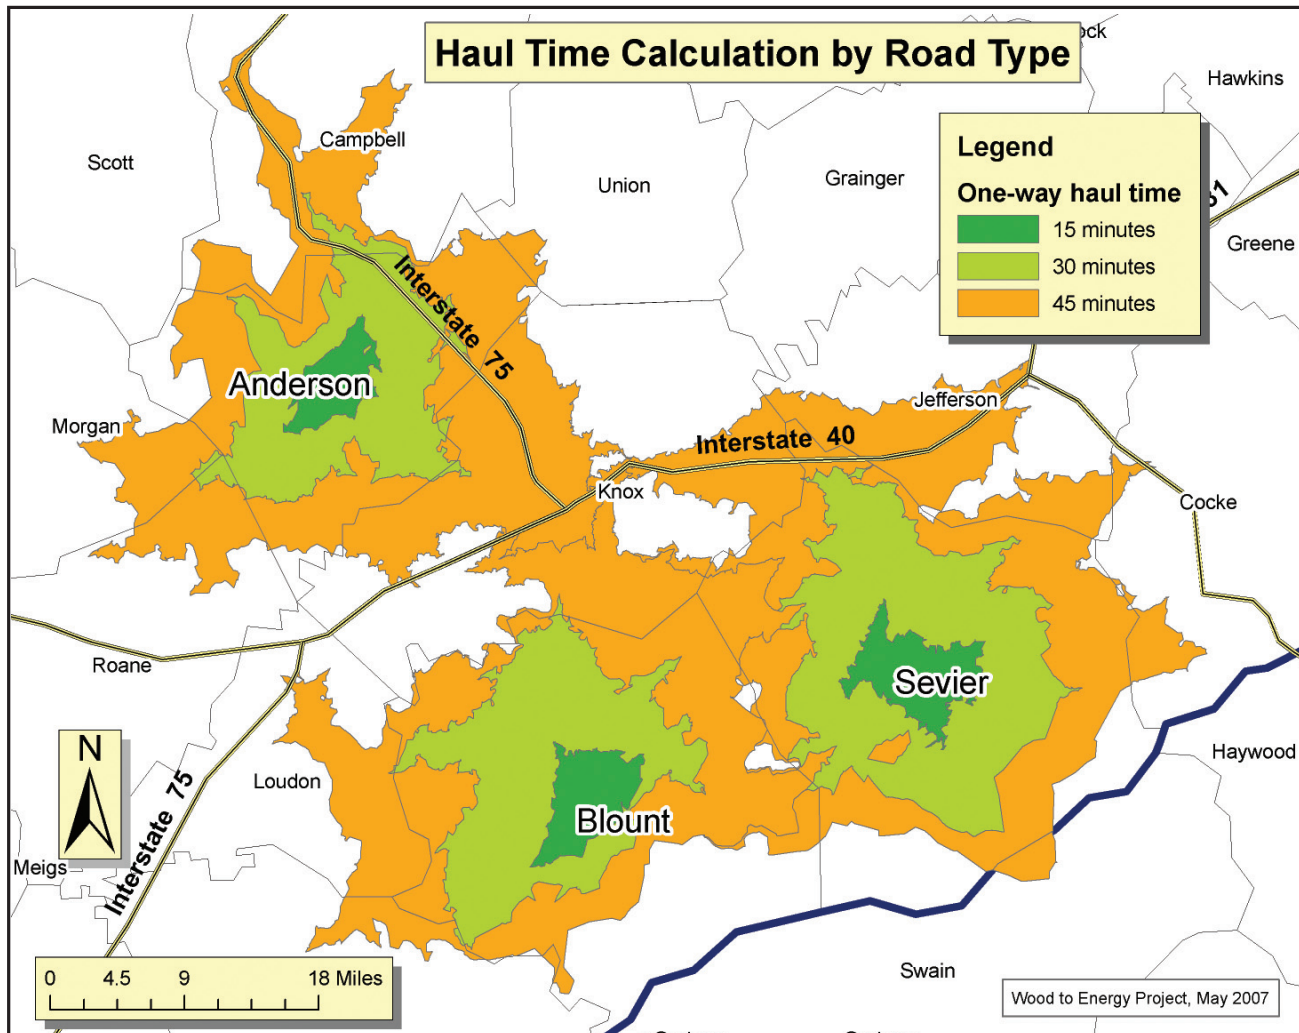 Haul Time Calculation by Road Type
ock
Hawkins
Legend
One-way haul time
15 minutes
30 minutes
45 minutes
Campbell
Scott
Union
Grainger
81
Greene
Interstate 75
Anderson
Morgan
Jefferson
Interstate 40
Knox
Cocke
Roane
Sevier
N
Loudon
Haywood
Blount
Meigs
Interstate 75
0 4.5 9 18 Miles
Swain
Wood to Energy Project, May 2007